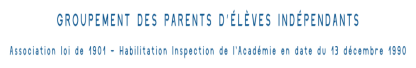 GROUPEMENT DES PARENTS D'ÉLÈVES INDÉPENDANTS
Association loi de 1901 - Habilitation Inspection de l'Académie en date du 13 décembre 1990